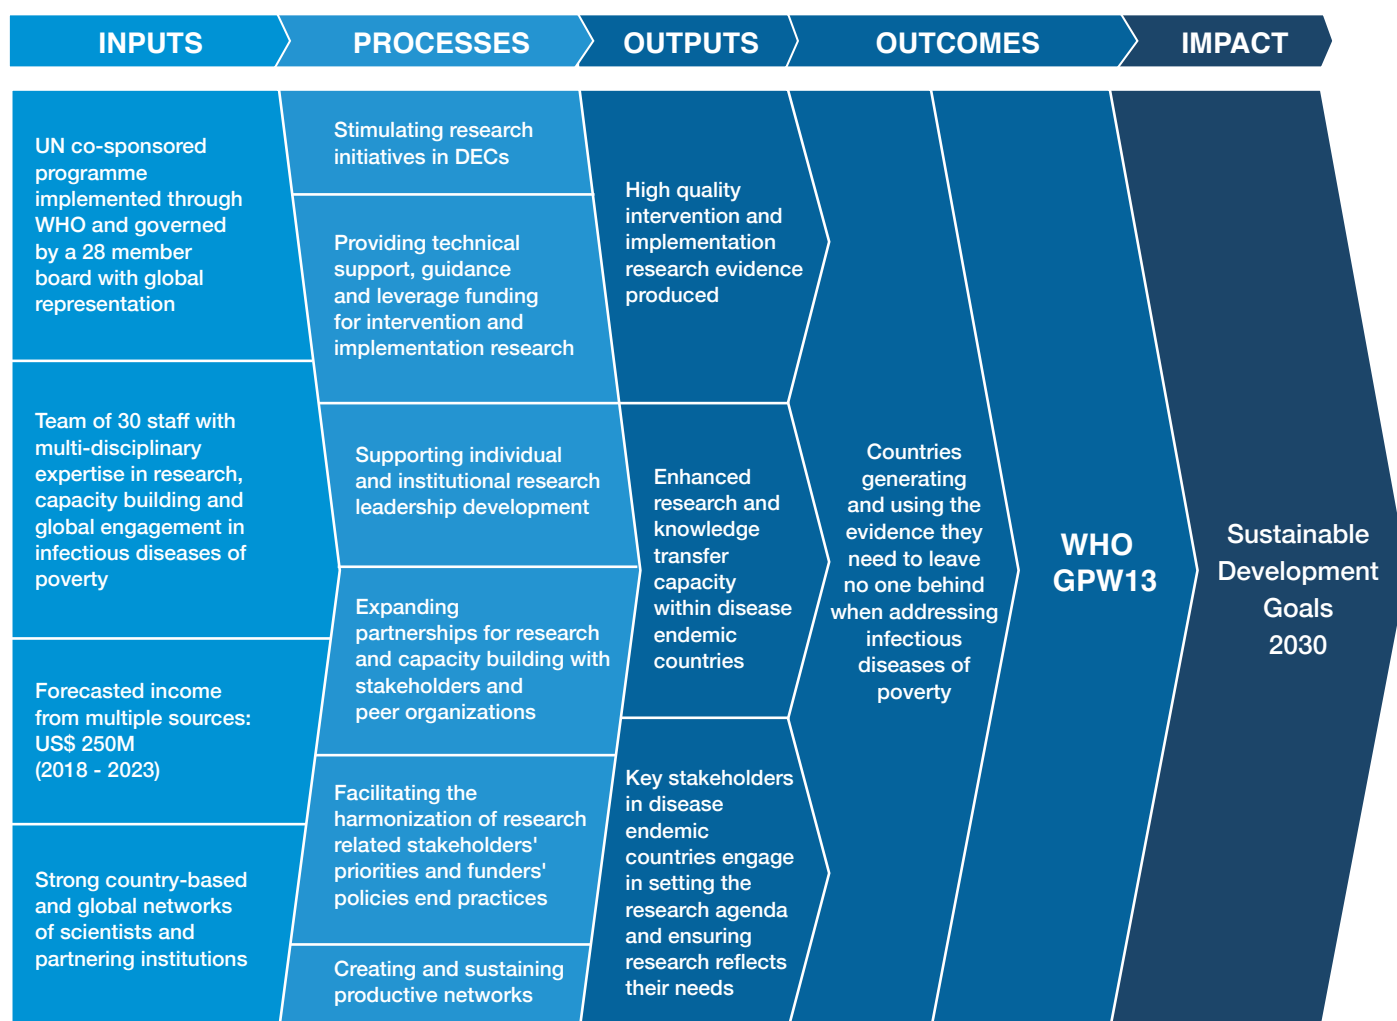 INPUTS
PROCESSES
OUTPUTS
OUTCOMES
IMPACT
UN co-sponsored
programme
implemented through
WHO and governed
by a 28 member
board with global
representation
Team of 30 staff with
multi-disciplinary
expertise in research,
capacity building and
global engagement in
infectious diseases of
poverty
Forecasted income
from multiple sources:
US$ 250M
(2018 - 2023)
Strong country-based
and global networks
of scientists and
partnering institutions
Stimulating research
initiatives in DECs
Providing technical
support, guidance
and leverage funding
for intervention and
implementation research
Supporting individual
and institutional research
leadership development
Expanding
partnerships for research
and capacity building with
stakeholders and
peer organizations
Facilitating the
harmonization of research
related stakeholders'
priorities and funders'
policies end practices
Creating and sustaining
productive networks
High quality
intervention and
implementation
research evidence
produced
Enhanced
research and
knowledge
transfer
capacity
within disease
endemic
countries
Key stakeholders
in disease
endemic
countries engage
in setting the
research agenda
and ensuring
research reflects
their needs
Countries
generating
and using the
evidence they
need to leave
no one behind
when addressing
infectious
diseases of
poverty
WHO
GPW13
Sustainable
Development
Goals
2030